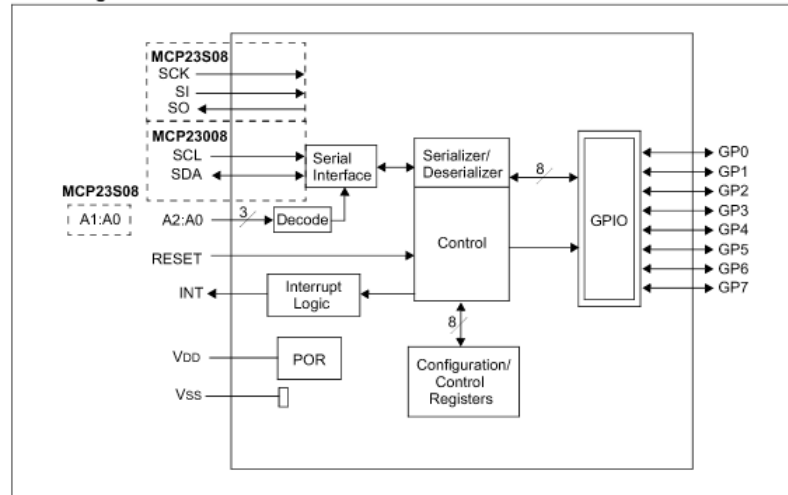 MCP23S08
SCK
SI
SO
MCP23008
SCL
SDA
Serial
Interface
Serializer/
Deserializer
8
GP0
GP1
GP2
GP3
GP4
GP5
GP6
GP7
GPIO
MCP23S08
A1:A0
A2:A0
3
Decode
Control
RESET
INT
Interrupt
Logic
8
VDD
POR
Configuration/
Control
Registers
VSS